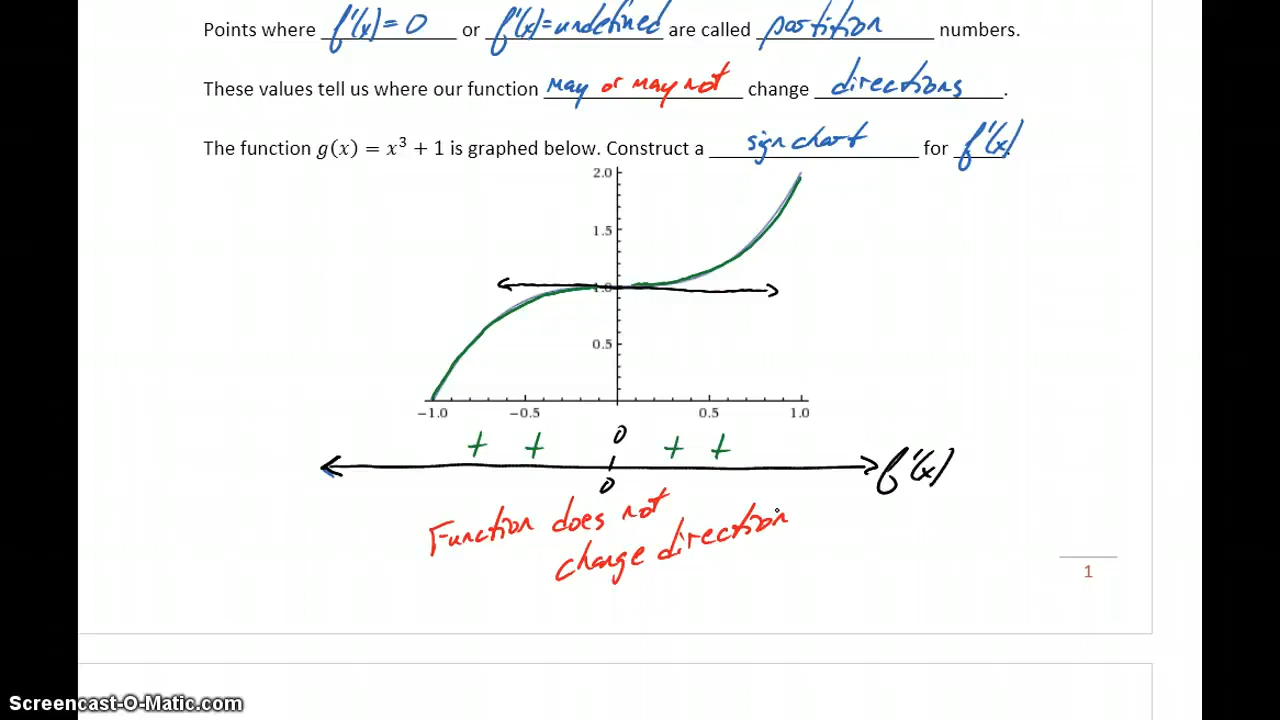 Points where f'(x) = 0 or f'(x) = undefined are called partition numbers.
These values tell us where our function may or may not change directions.
The function g(x) = x³ + 1 is graphed below. Construct a sign chart for f'(x).
2.0
1.5
1.0
0.5
−1.0 −0.5 0.5 1.0
+ + 0 + +
f'(x)
0
Function does not
change direction
1
Screencast-O-Matic.com